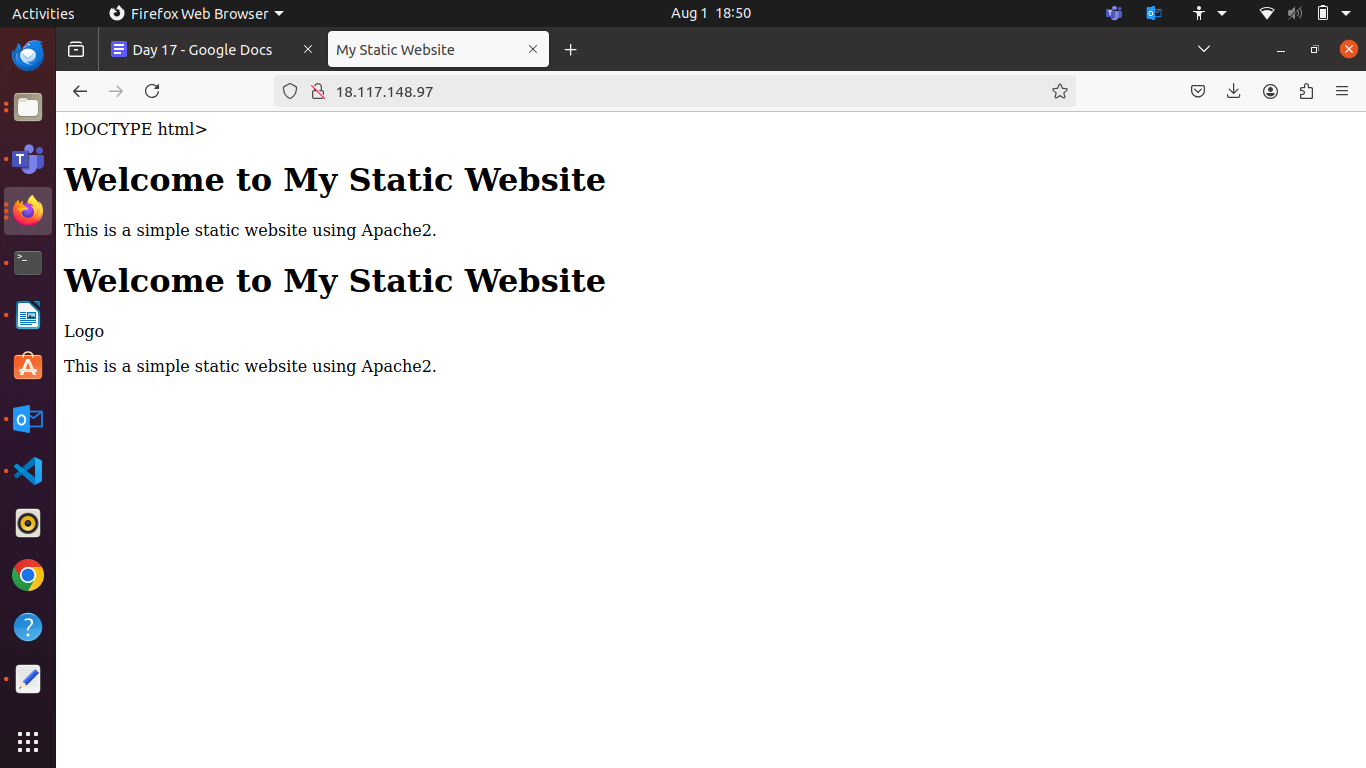 Activities Firefox Web Browser Aug 1 18:50
Day 17 - Google Docs My Static Website
18.117.148.97
!DOCTYPE html>
Welcome to My Static Website
This is a simple static website using Apache2.
Welcome to My Static Website
Logo
This is a simple static website using Apache2.